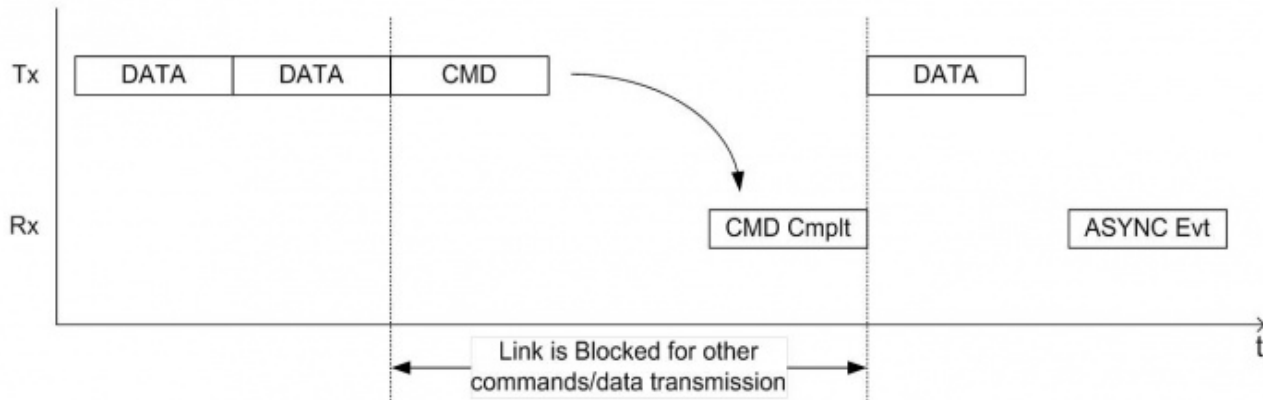 Tx
DATA
DATA
CMD
DATA
Rx
CMD Cmplt
ASYNC Evt
t
Link is Blocked for other
commands/data transmission